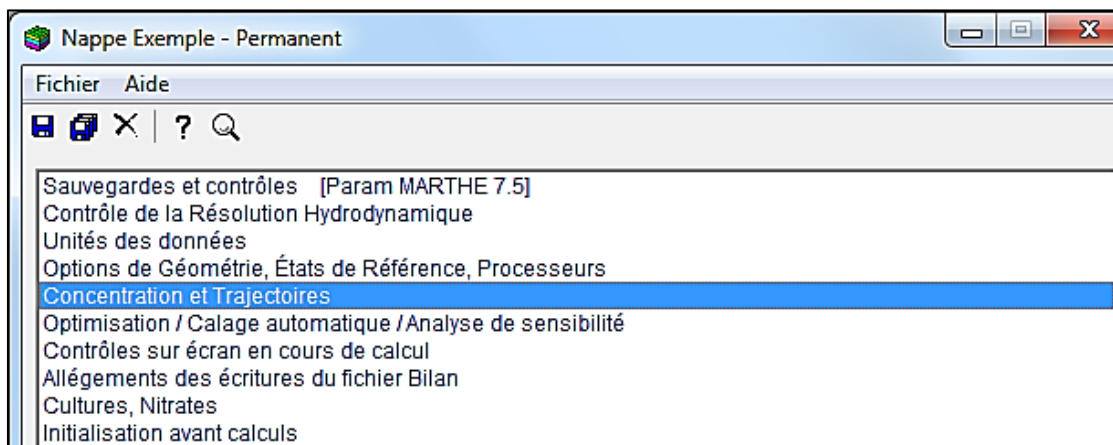 Nappe Exemple - Permanent
Fichier Aide
Sauvegardes et contrôles [Param MARTHE 7.5]
Contrôle de la Résolution Hydrodynamique
Unités des données
Options de Géométrie, États de Référence, Processeurs
Concentration et Trajectoires
Optimisation / Calage automatique / Analyse de sensibilité
Contrôles sur écran en cours de calcul
Allégements des écritures du fichier Bilan
Cultures, Nitrates
Initialisation avant calculs